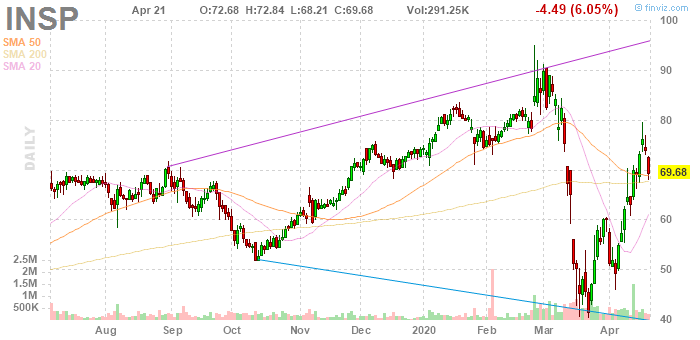 INSP Apr 21 O:72.68 H:72.84 L:68.21 C:69.68 Vol:291.25K © finviz.com
-4.49 (6.05%)
SMA 50
SMA 200
SMA 20
DAILY
100
90
80
69.68
60
50
40
2.5M
2M
1.5M
1M
500K
Aug Sep Oct Nov Dec 2020 Feb Mar Apr